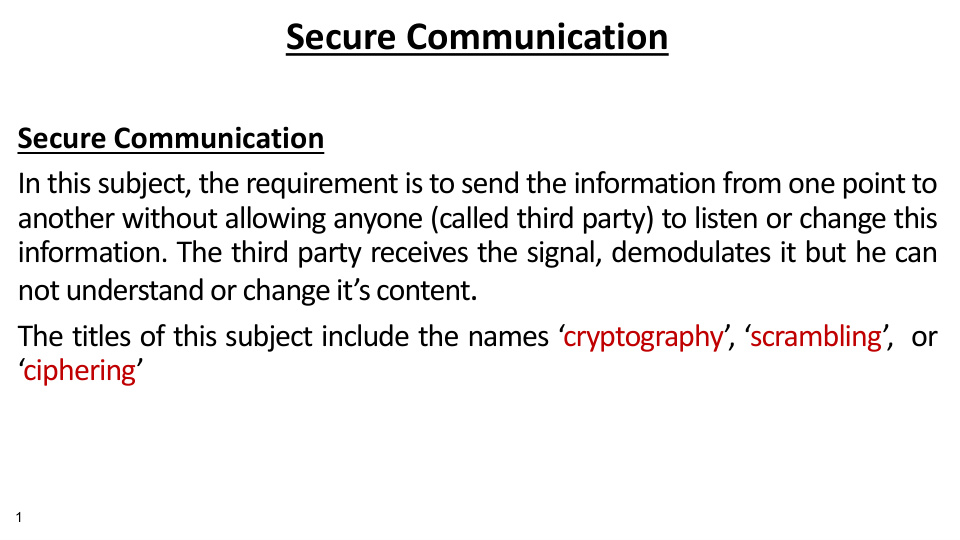 Secure Communication
Secure Communication
In this subject, the requirement is to send the information from one point to
another without allowing anyone (called third party) to listen or change this
information. The third party receives the signal, demodulates it but he can
not understand or change it’s content.
The titles of this subject include the names ‘cryptography’, ‘scrambling’, or
‘ciphering’
1